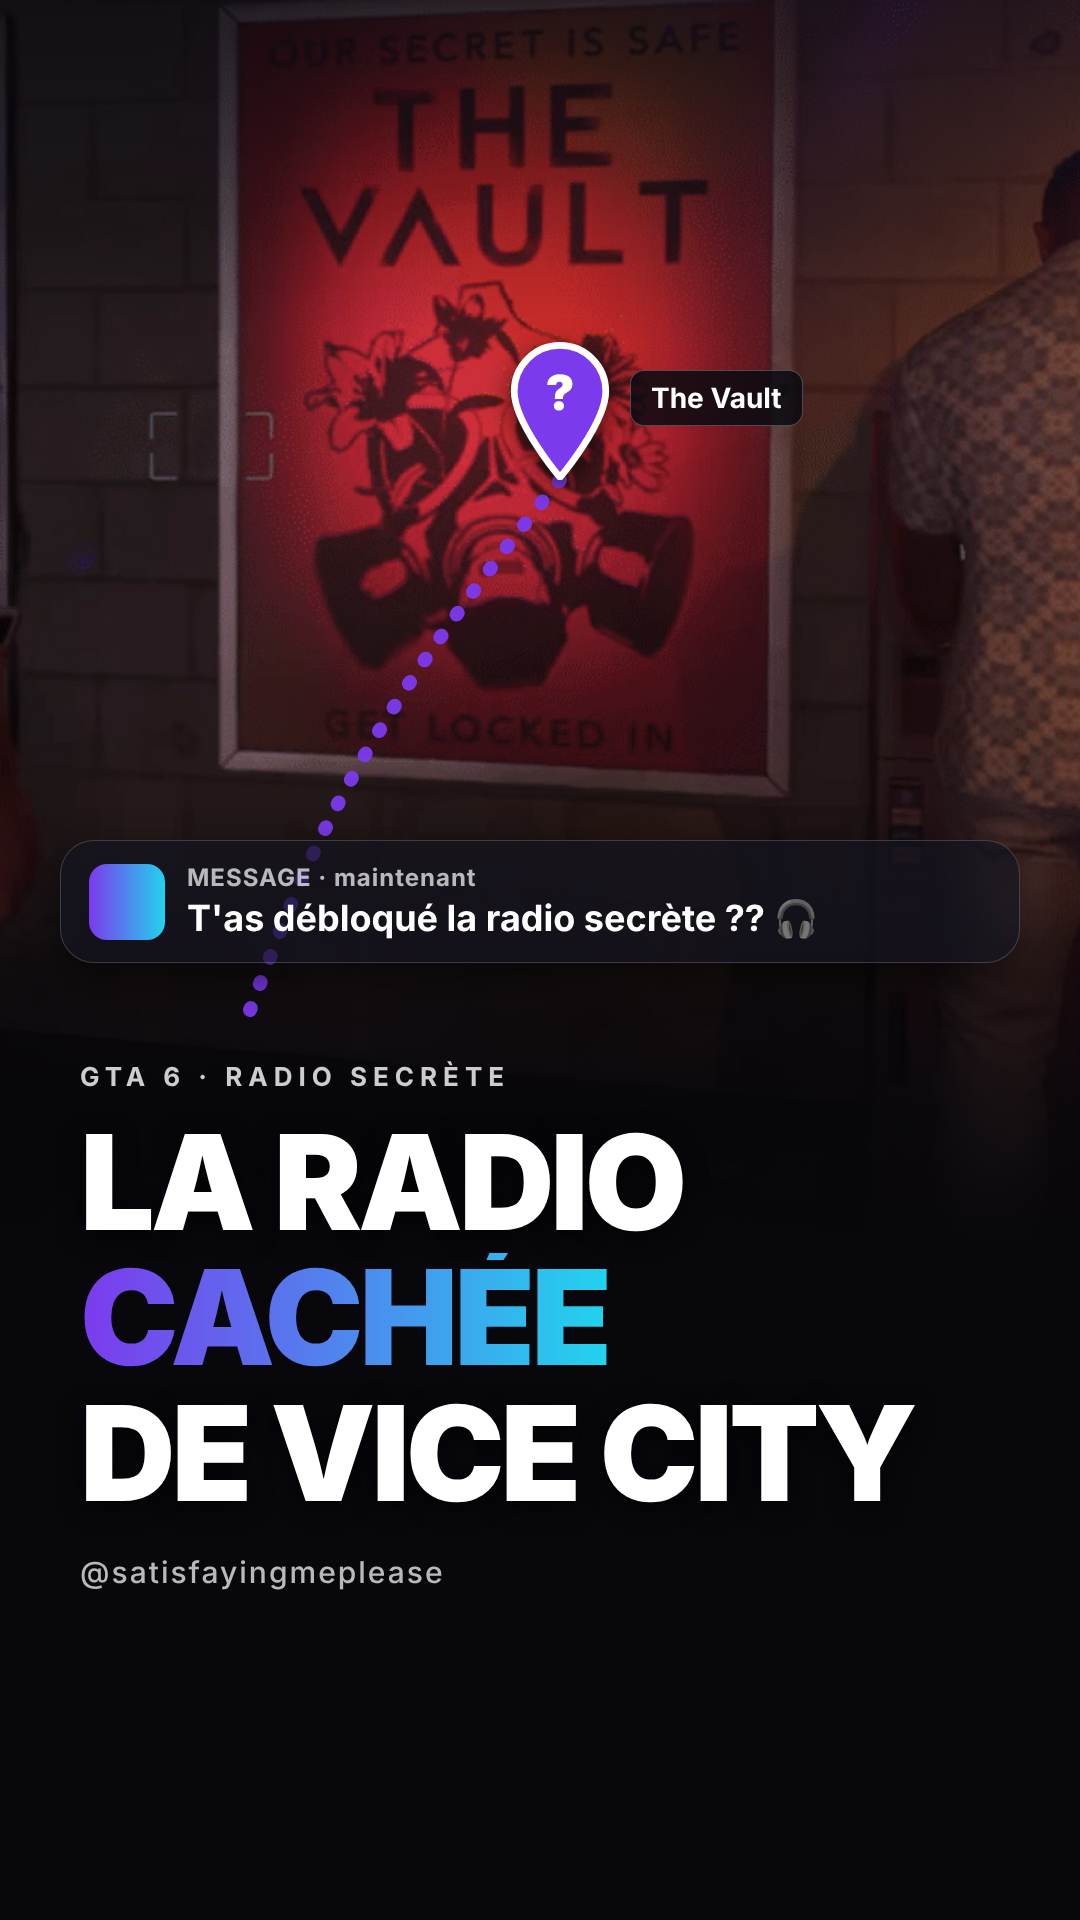 OUR SECRET IS SAFE
THE
VAULT
?
The Vault
GET LOCKED IN
MESSAGE · maintenant
T'as débloqué la radio secrète ?? 🎧
GTA 6 · RADIO SECRÈTE
LA RADIO
CACHÉE
DE VICE CITY
@satisfayingmeplease